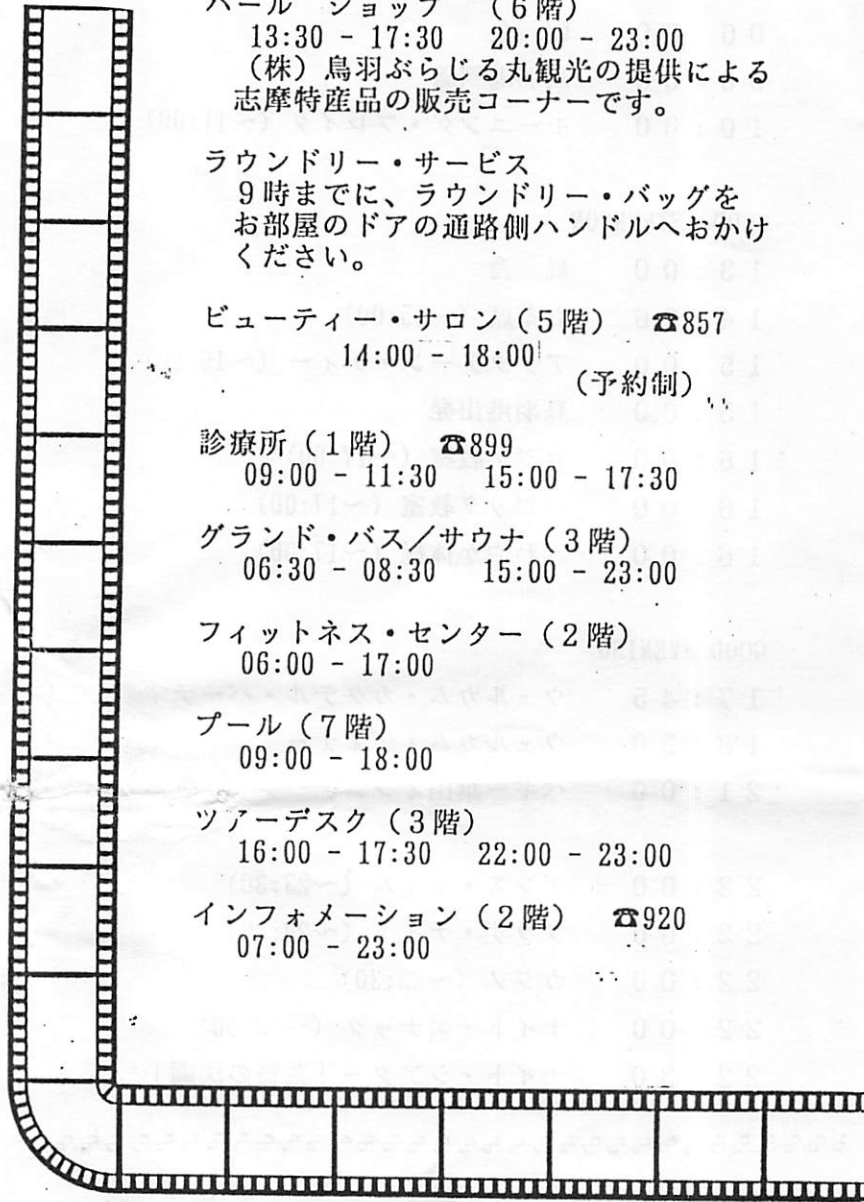 パール ショップ （6階）
13:30 - 17:30 20:00 - 23:00
（株）鳥羽ぶらじる丸観光の提供による
志摩特産品の販売コーナーです。
ラウンドリー・サービス
9時までに、ラウンドリー・バッグを
お部屋のドアの通路側ハンドルへおかけ
ください。
ビューティー・サロン（5階） ☎857
14:00 - 18:00
（予約制）
診療所（1階） ☎899
09:00 - 11:30 15:00 - 17:30
グランド・バス／サウナ（3階）
06:30 - 08:30 15:00 - 23:00
フィットネス・センター（2階）
06:00 - 17:00
プール（7階）
09:00 - 18:00
ツアーデスク（3階）
16:00 - 17:30 22:00 - 23:00
インフォメーション（2階） ☎920
07:00 - 23:00